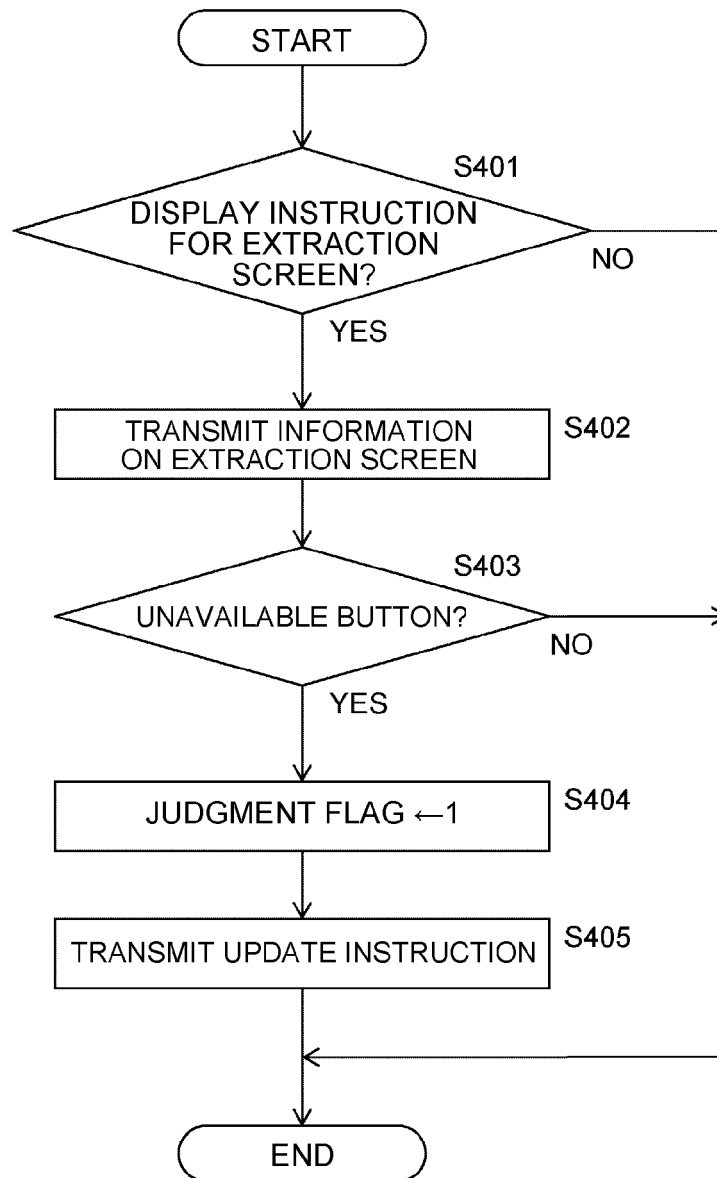 START
S401
DISPLAY INSTRUCTION
FOR EXTRACTION
SCREEN?
NO
YES
TRANSMIT INFORMATION
ON EXTRACTION SCREEN
S402
S403
UNAVAILABLE BUTTON?
NO
YES
JUDGMENT FLAG ←1
S404
TRANSMIT UPDATE INSTRUCTION
S405
END